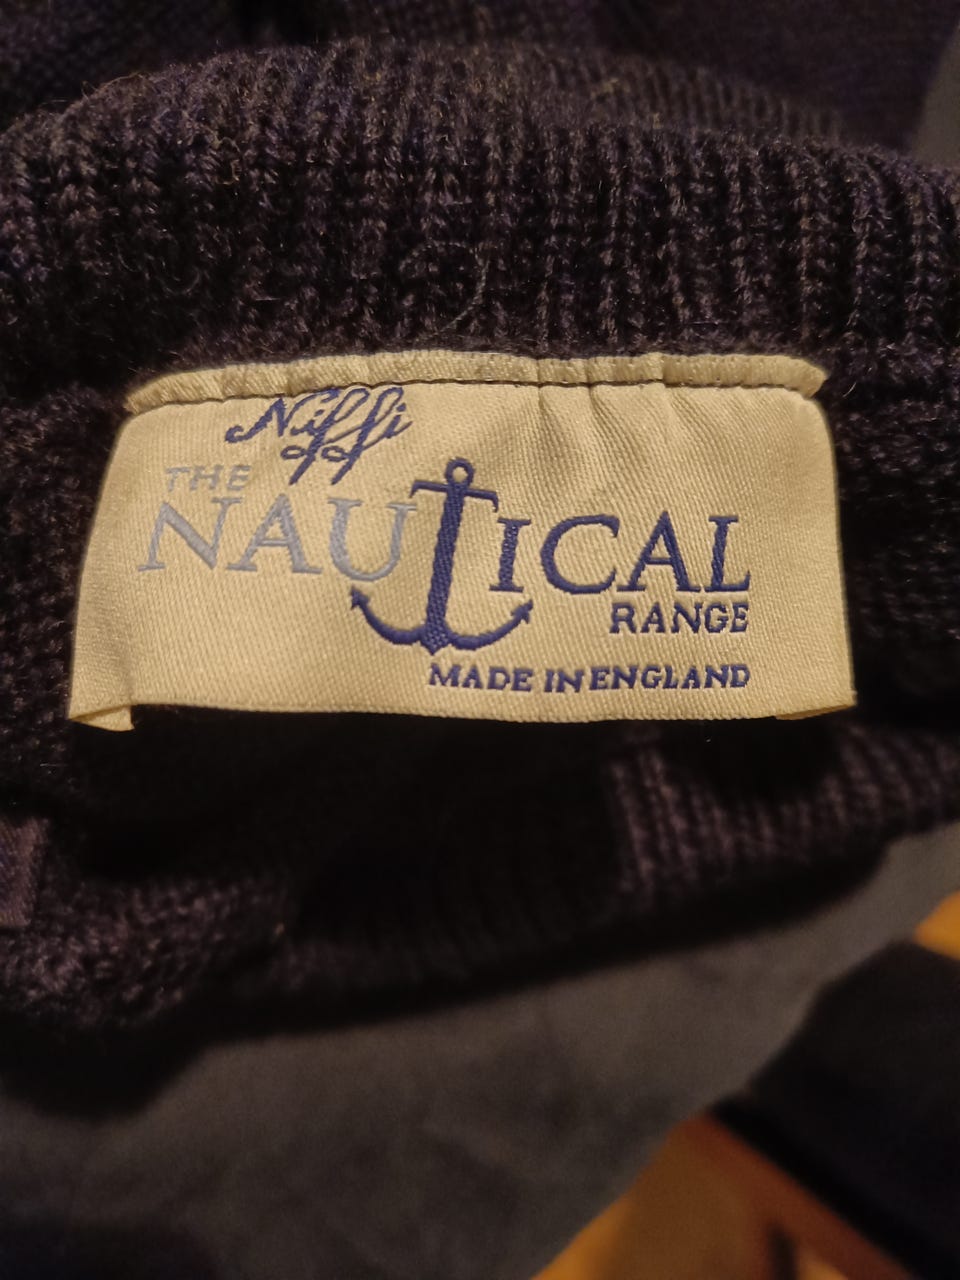 Niffi
THE
NAUTICAL
RANGE
MADE IN ENGLAND